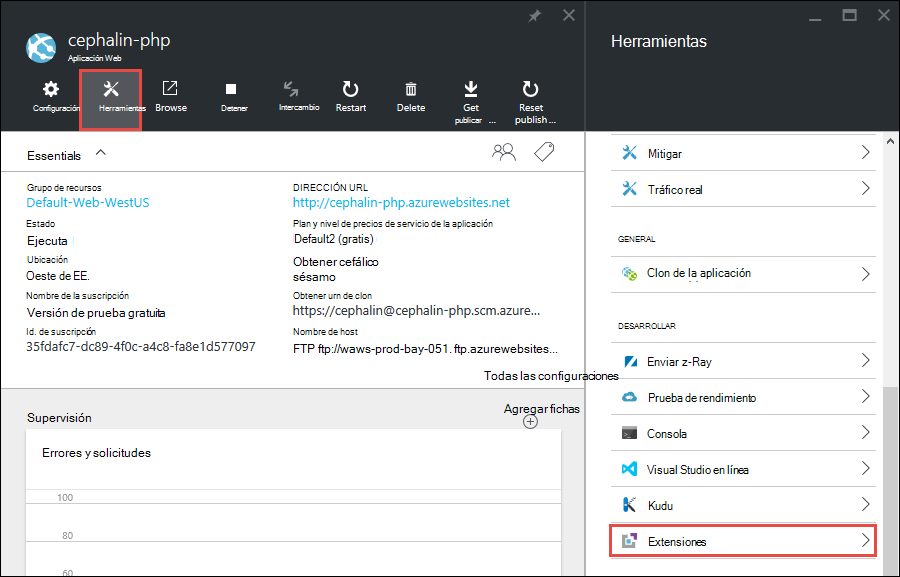 cephalin-php
Aplicación Web
Configuración
Herramientas
Browse
Detener
Intercambio
Restart
Delete
Get
publicar ...
Reset
publish...
Essentials
Grupo de recursos
Default-Web-WestUS
Estado
Ejecuta
Ubicación
Oeste de EE.
Nombre de la suscripción
Versión de prueba gratuita
Id. de suscripción
35fdafc7-dc89-4f0c-a4c8-fa8e1d577097
DIRECCIÓN URL
http://cephalin-php.azurewebsites.net
Plan y nivel de precios de servicio de la aplicación
Default2 (gratis)
Obtener cefálico
sésamo
Obtener urn de clon
https://cephalin@cephalin-php.scm.azure...
Nombre de host
FTP ftp://waws-prod-bay-051. ftp.azurewebsites...
Todas las configuraciones
Supervisión
Agregar fichas
Errores y solicitudes
100
80
60
Herramientas
Mitigar
Tráfico real
GENERAL
Clon de la aplicación
DESARROLLAR
Enviar z-Ray
Prueba de rendimiento
Consola
Visual Studio en línea
Kudu
Extensiones